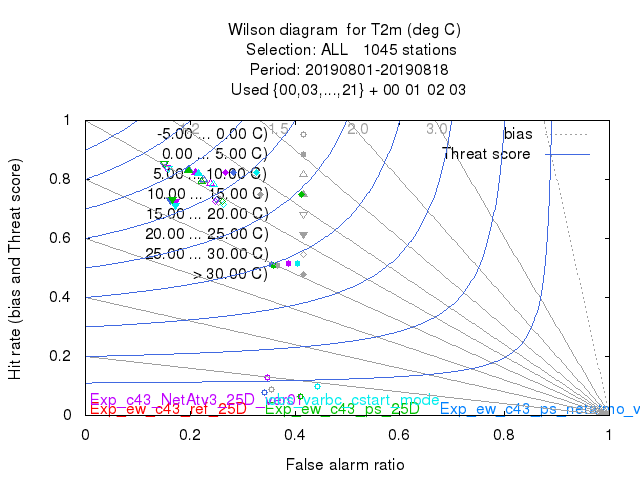 Wilson diagram for T2m (deg C)
Selection: ALL 1045 stations
Period: 20190801-20190818
Used {00,03,...,21} + 00 01 02 03
Hit rate (bias and Threat score)
1
0.8
0.6
0.4
0.2
0
1.5
2.0
3.0
-5.00 ... 0.00 C)
0.00 ... 5.00 C)
5.00 ... 10.00 C)
10.00 ... 15.00 C)
15.00 ... 20.00 C)
20.00 ... 25.00 C)
25.00 ... 30.00 C)
> 30.00 C)
bias
Threat score
Exp_c43_NetAtv3_25D
Exp_ew_c43_ref_25D
Exp_ew_c43_ps_25D
0 0.2 0.4 0.6 0.8 1
False alarm ratio